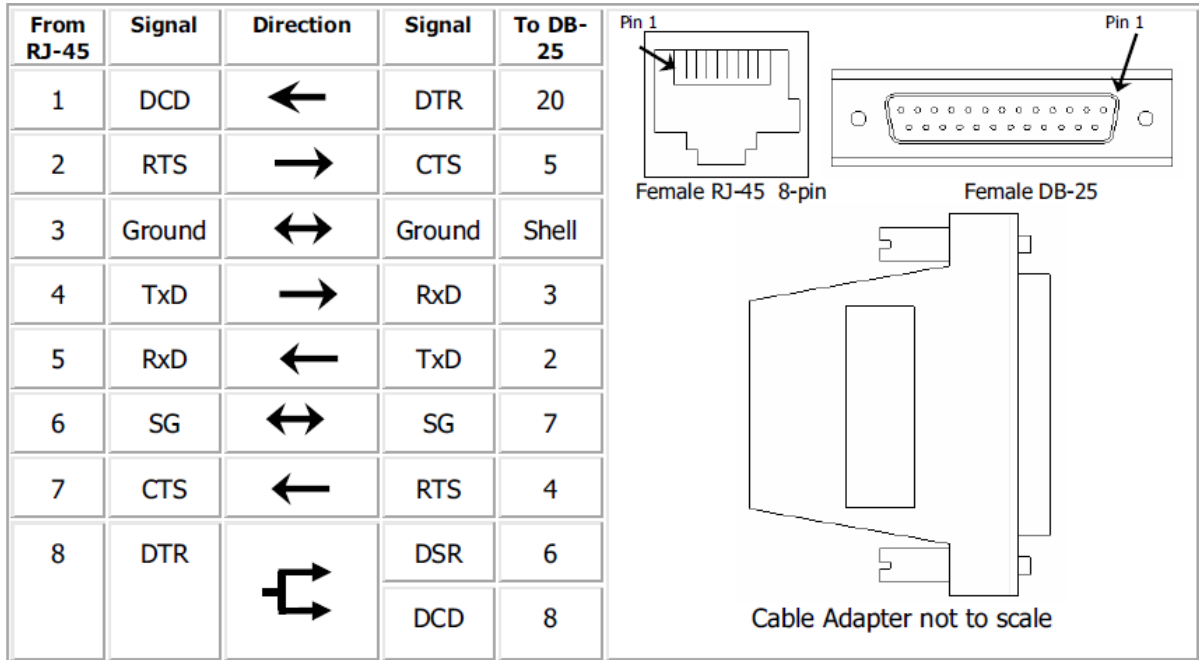 From RJ-45 Signal Direction Signal To DB-25
1 DCD DTR 20
2 RTS CTS 5
3 Ground Ground Shell
4 TxD RxD 3
5 RxD TxD 2
6 SG SG 7
7 CTS RTS 4
8 DTR DSR 6
DCD 8
Pin 1 Pin 1
Female RJ-45 8-pin Female DB-25
Cable Adapter not to scale